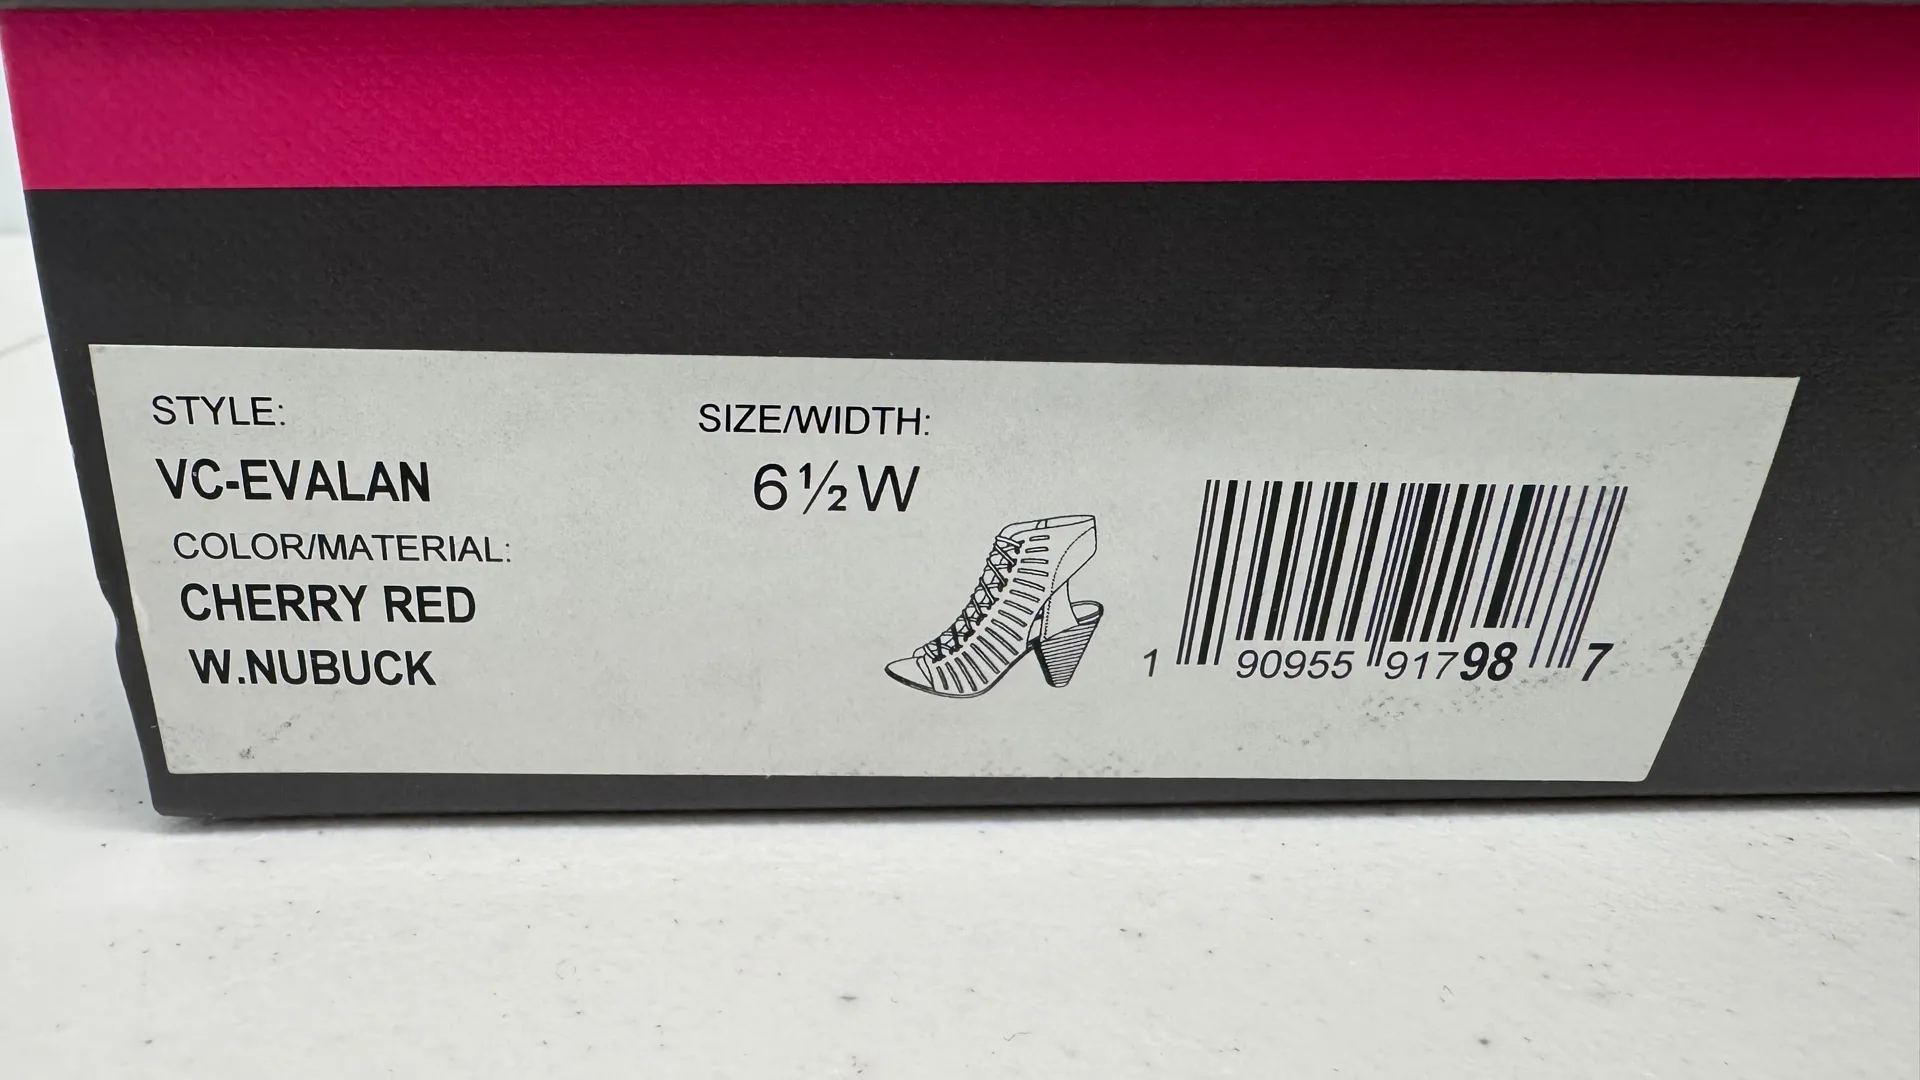 STYLE:
VC-EVALAN
COLOR/MATERIAL:
CHERRY RED
W.NUBUCK
SIZE/WIDTH:
6½W
1 90955 91798 7